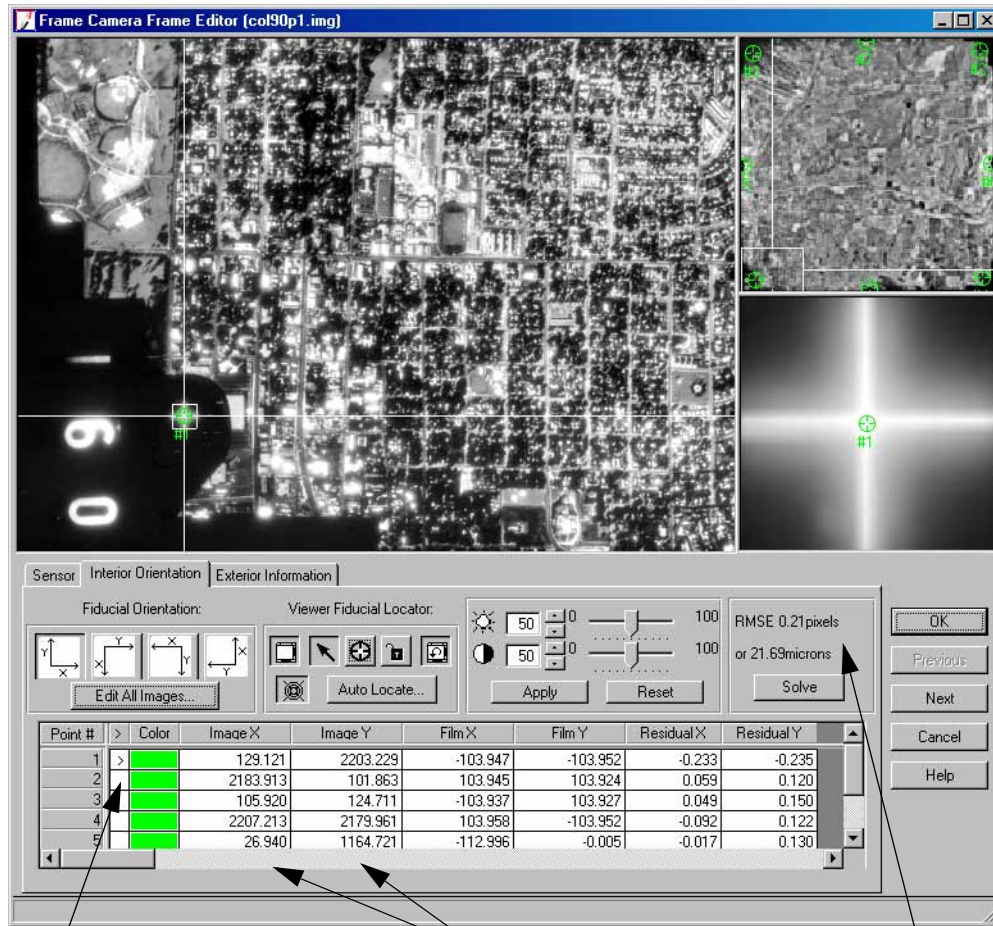 Frame Camera Frame Editor (col90p1.img)
#1
#1
Sensor Interior Orientation Exterior Information
Fiducial Orientation:
Y X X Y X Y Y X
Edit All Images...
Viewer Fiducial Locator:
Auto Locate...
50 0 100
50 0 100
Apply Reset
RMSE 0.21 pixels
or 21.69 microns
Solve
OK
Previous
Next
Cancel
Help
Point # > Color Image X Image Y Film X Film Y Residual X Residual Y
1 > 129.121 2203.229 -103.947 -103.952 -0.233 -0.235
2 2183.913 101.863 103.945 103.924 0.059 0.120
3 105.920 124.711 -103.937 103.927 0.049 0.150
4 2207.213 2179.961 103.958 -103.952 -0.092 0.122
5 26.940 1164.721 -112.996 -0.005 -0.017 0.130